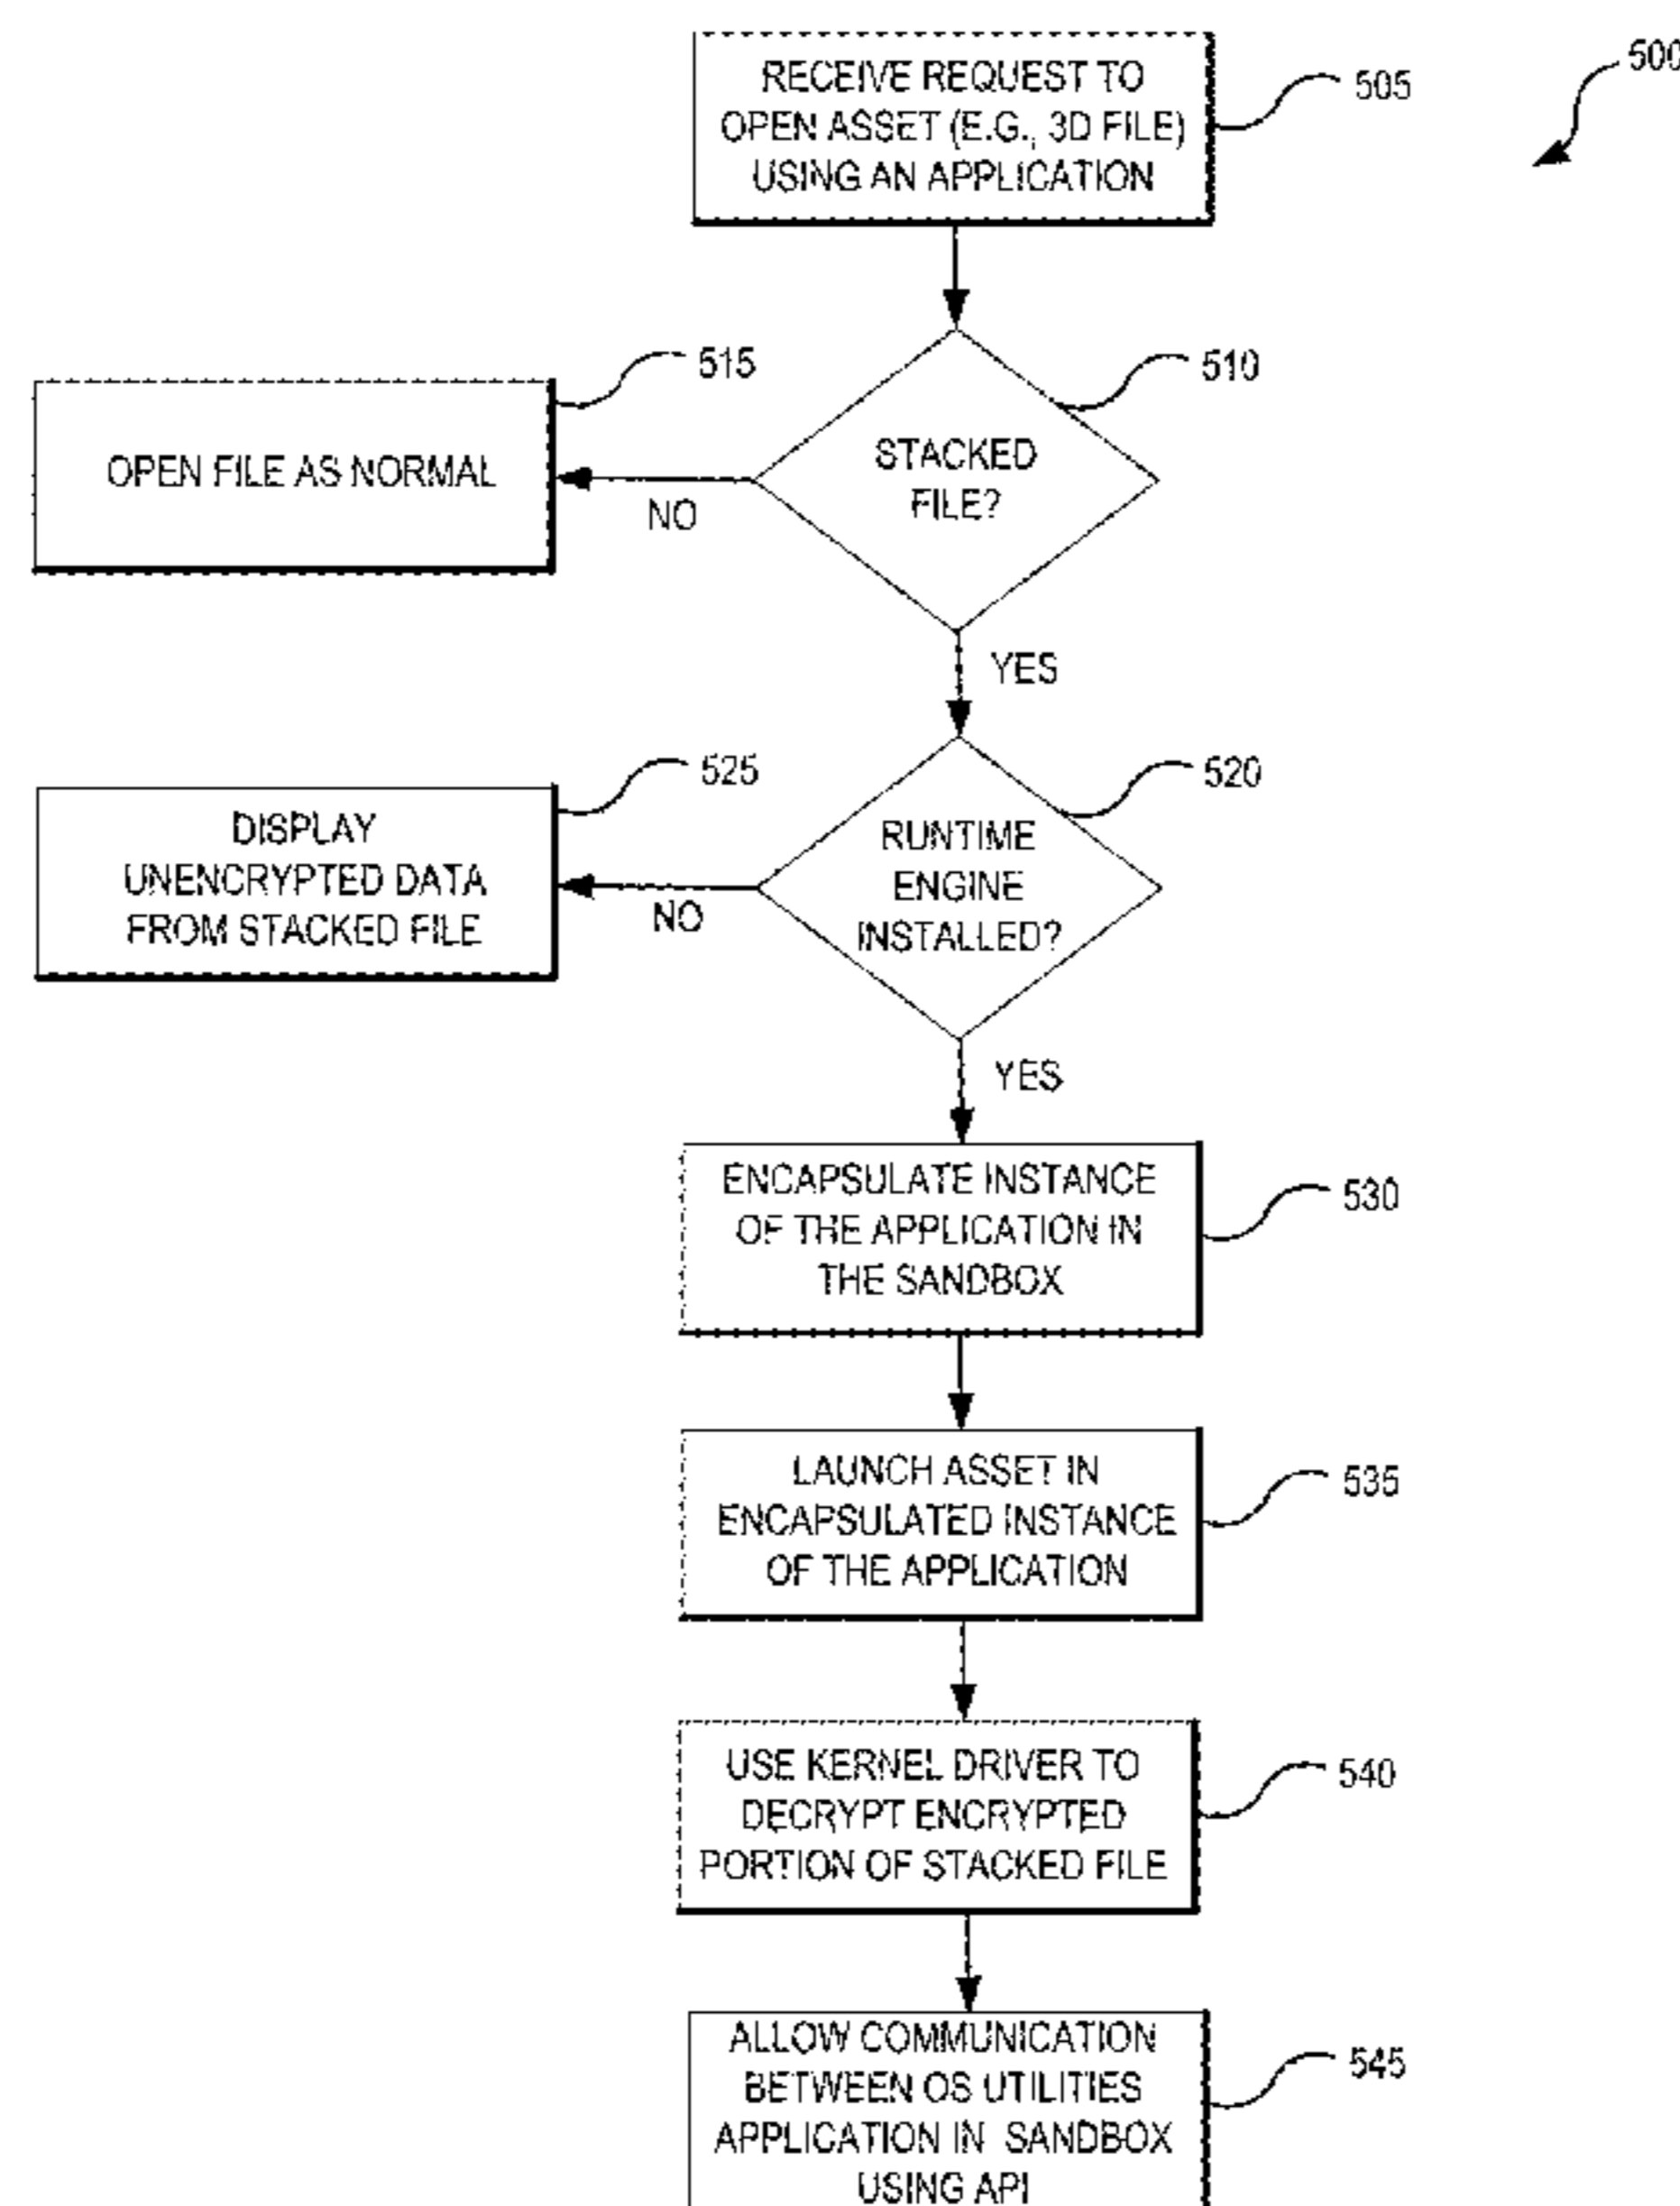 500
RECEIVE REQUEST TO
OPEN ASSET (E.G., 3D FILE)
USING AN APPLICATION
505
STACKED
FILE?
510
NO
515
OPEN FILE AS NORMAL
YES
RUNTIME
ENGINE
INSTALLED?
520
NO
525
DISPLAY
UNENCRYPTED DATA
FROM STACKED FILE
YES
ENCAPSULATE INSTANCE
OF THE APPLICATION IN
THE SANDBOX
530
LAUNCH ASSET IN
ENCAPSULATED INSTANCE
OF THE APPLICATION
535
USE KERNEL DRIVER TO
DECRYPT ENCRYPTED
PORTION OF STACKED FILE
540
ALLOW COMMUNICATION
BETWEEN OS UTILITIES
APPLICATION IN SANDBOX
USING API
545